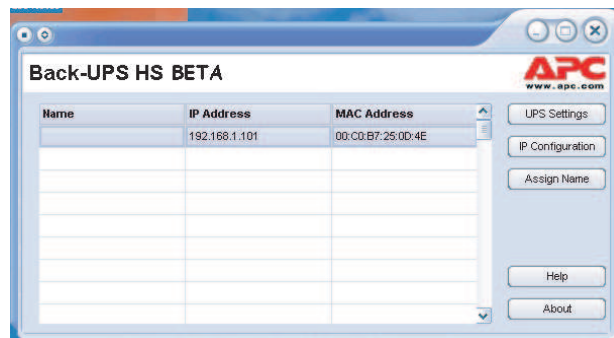 Back-UPS HS BETA
APC
www.apc.com
Name IP Address MAC Address
192.168.1.101 00:C0:B7:25:0D:4E
UPS Settings
IP Configuration
Assign Name
Help
About